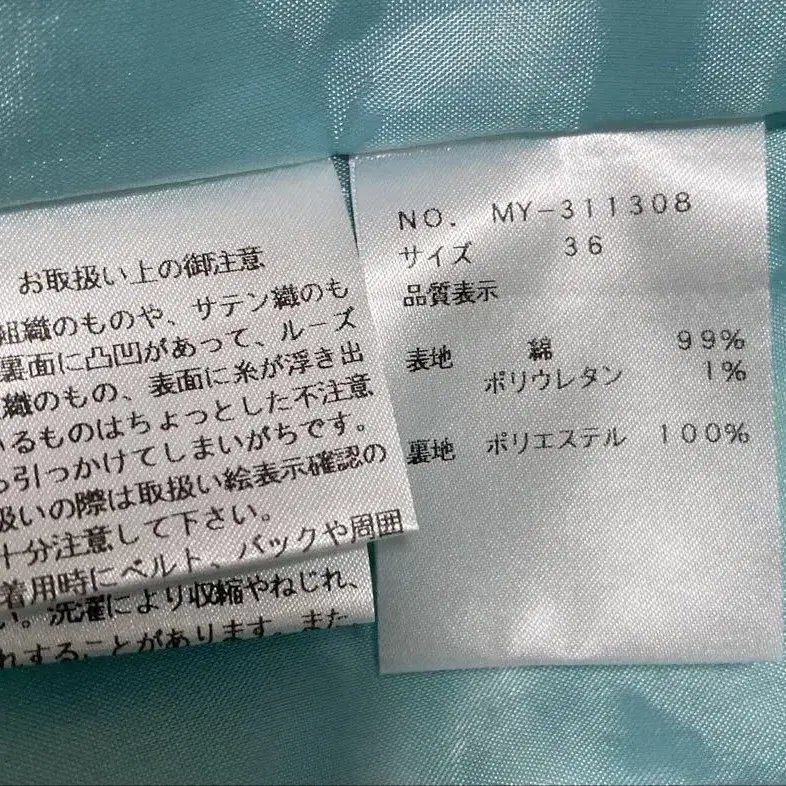 お取扱い上の御注意
組織のものや、サテン織のも
裏面に凸凹があって、ルーズ
織のもの、表面に糸が浮き出
いるものはちょっとした不注意
っ引っかけてしまいがちです。
扱いの際は取扱い絵表示確認の
十分注意して下さい。
着用時にベルト、バックや周囲
い。洗濯により収縮やねじれ、
れすることがあります。また
NO. MY-311308
サイズ 36
品質表示
表地 綿 99%
ポリウレタン 1%
裏地 ポリエステル 100%